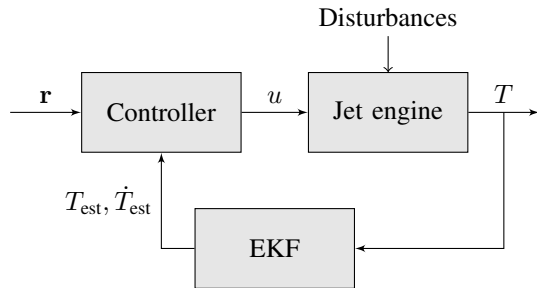 Disturbances
r
Controller
u
Jet engine
T
T_est, Ṫ_est
EKF